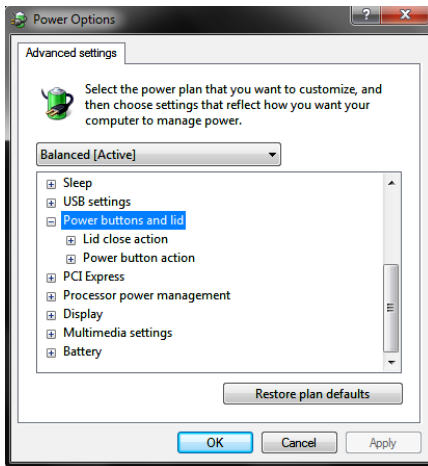 Power Options
Advanced settings
Select the power plan that you want to customize, and
then choose settings that reflect how you want your
computer to manage power.
Balanced [Active]
Sleep
USB settings
Power buttons and lid
Lid close action
Power button action
PCI Express
Processor power management
Display
Multimedia settings
Battery
Restore plan defaults
OK Cancel Apply